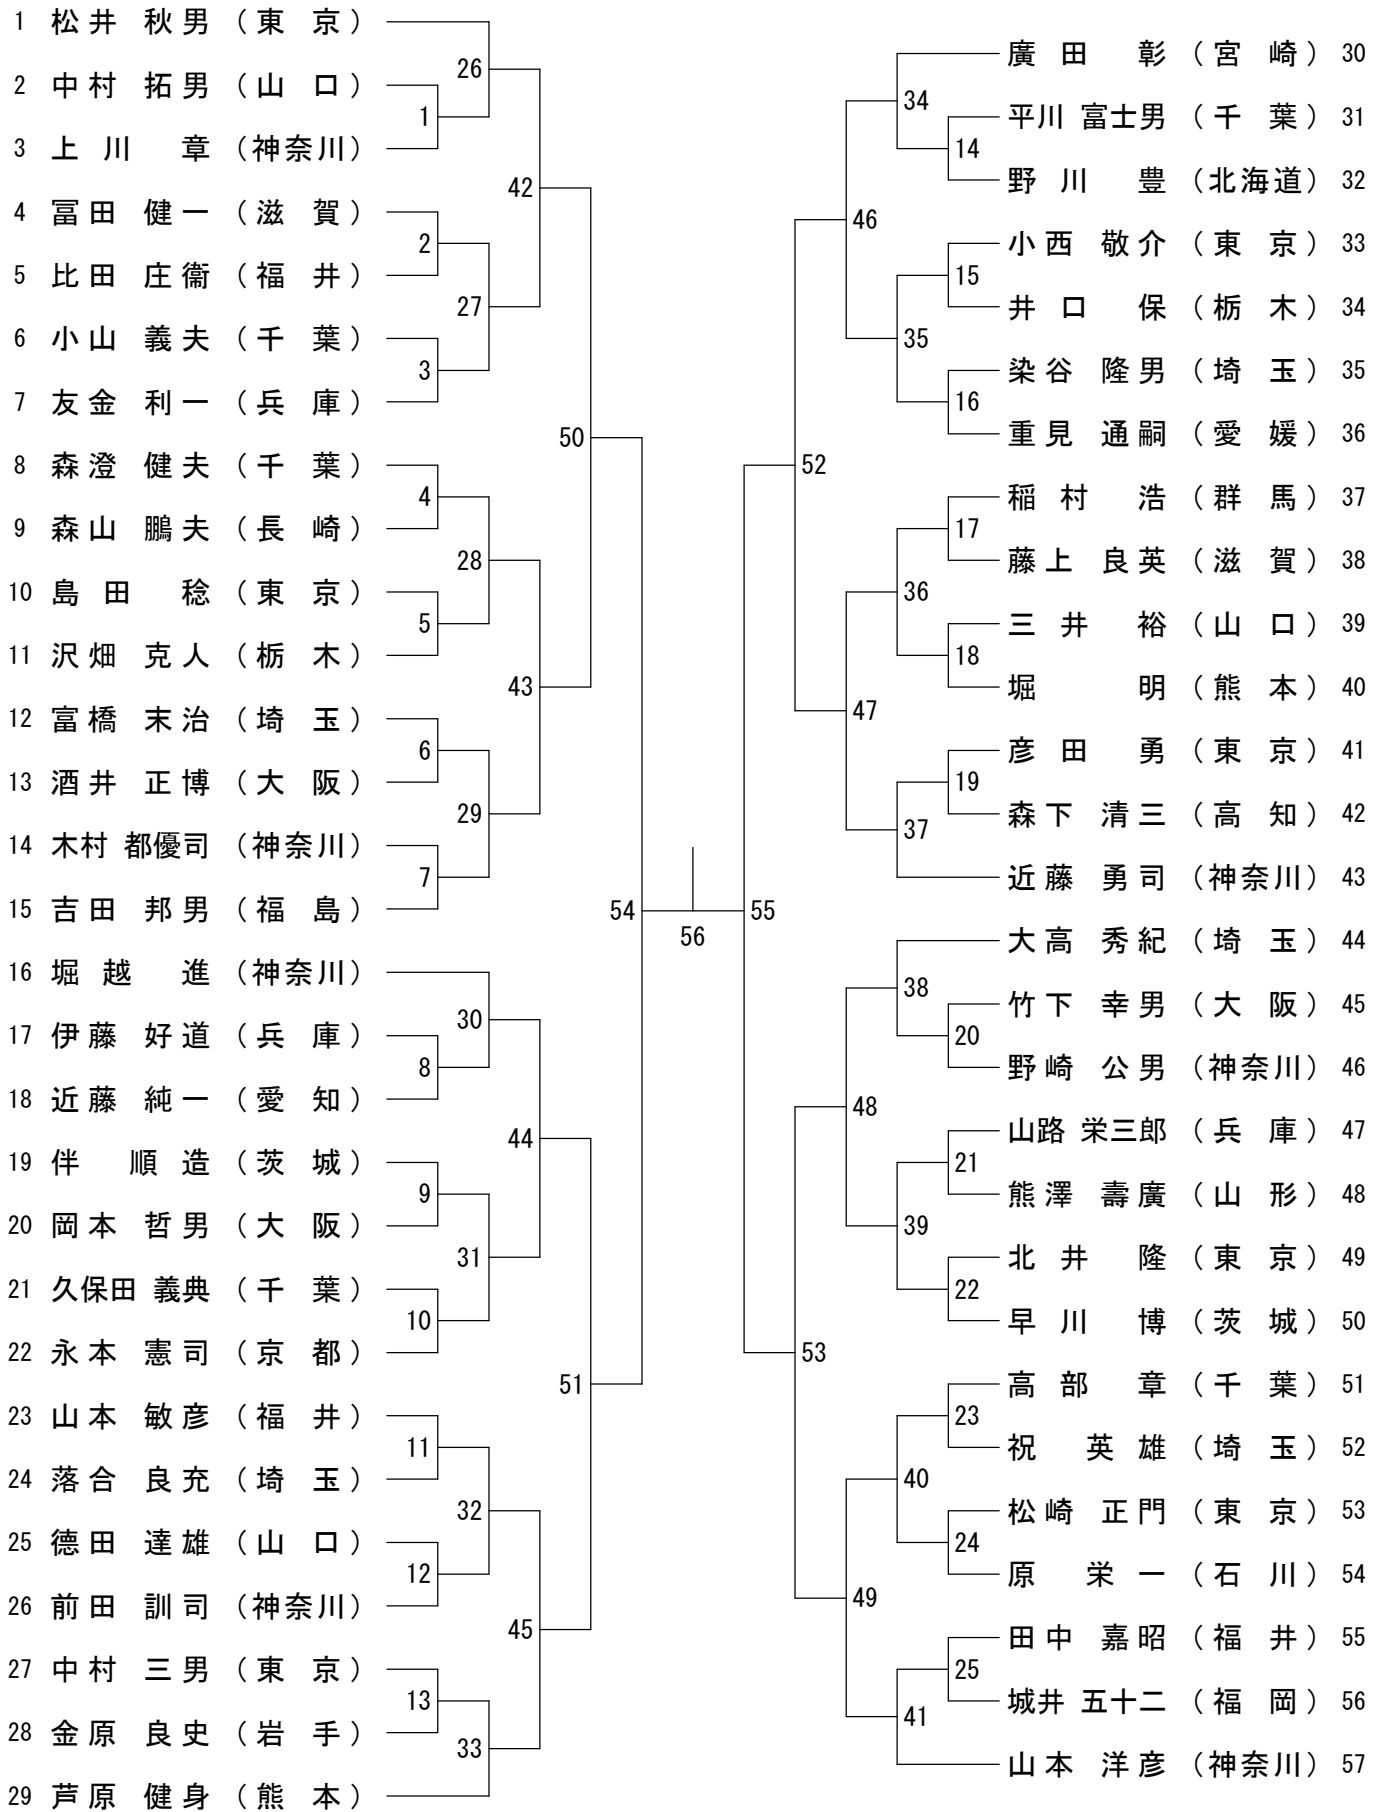 1 松井 秋男 （東 京）
2 中村 拓男 （山 口）
3 上川 章 （神奈川）
4 冨田 健一 （滋 賀）
5 比田 庄衞 （福 井）
6 小山 義夫 （千 葉）
7 友金 利一 （兵 庫）
8 森澄 健夫 （千 葉）
9 森山 鵬夫 （長 崎）
10 島田 稔 （東 京）
11 沢畑 克人 （栃 木）
12 富橋 末治 （埼 玉）
13 酒井 正博 （大 阪）
14 木村 都優司 （神奈川）
15 吉田 邦男 （福 島）
16 堀越 進 （神奈川）
17 伊藤 好道 （兵 庫）
18 近藤 純一 （愛 知）
19 伴 順造 （茨 城）
20 岡本 哲男 （大 阪）
21 久保田 義典 （千 葉）
22 永本 憲司 （京 都）
23 山本 敏彦 （福 井）
24 落合 良充 （埼 玉）
25 德田 達雄 （山 口）
26 前田 訓司 （神奈川）
27 中村 三男 （東 京）
28 金原 良史 （岩 手）
29 芦原 健身 （熊 本）
1
2
3
4
5
6
7
8
9
10
11
12
13
26
27
28
29
30
31
32
33
42
43
44
45
50
51
54
56
55
52
53
46
47
48
49
34
35
36
37
38
39
40
41
14
15
16
17
18
19
20
21
22
23
24
25
廣田 彰 （宮 崎） 30
平川 富士男 （千 葉） 31
野川 豊 （北海道） 32
小西 敬介 （東 京） 33
井口 保 （栃 木） 34
染谷 隆男 （埼 玉） 35
重見 通嗣 （愛 媛） 36
稲村 浩 （群 馬） 37
藤上 良英 （滋 賀） 38
三井 裕 （山 口） 39
堀 明 （熊 本） 40
彦田 勇 （東 京） 41
森下 清三 （高 知） 42
近藤 勇司 （神奈川） 43
大高 秀紀 （埼 玉） 44
竹下 幸男 （大 阪） 45
野崎 公男 （神奈川） 46
山路 栄三郎 （兵 庫） 47
熊澤 壽廣 （山 形） 48
北井 隆 （東 京） 49
早川 博 （茨 城） 50
高部 章 （千 葉） 51
祝 英雄 （埼 玉） 52
松崎 正門 （東 京） 53
原 栄一 （石 川） 54
田中 嘉昭 （福 井） 55
城井 五十二 （福 岡） 56
山本 洋彦 （神奈川） 57